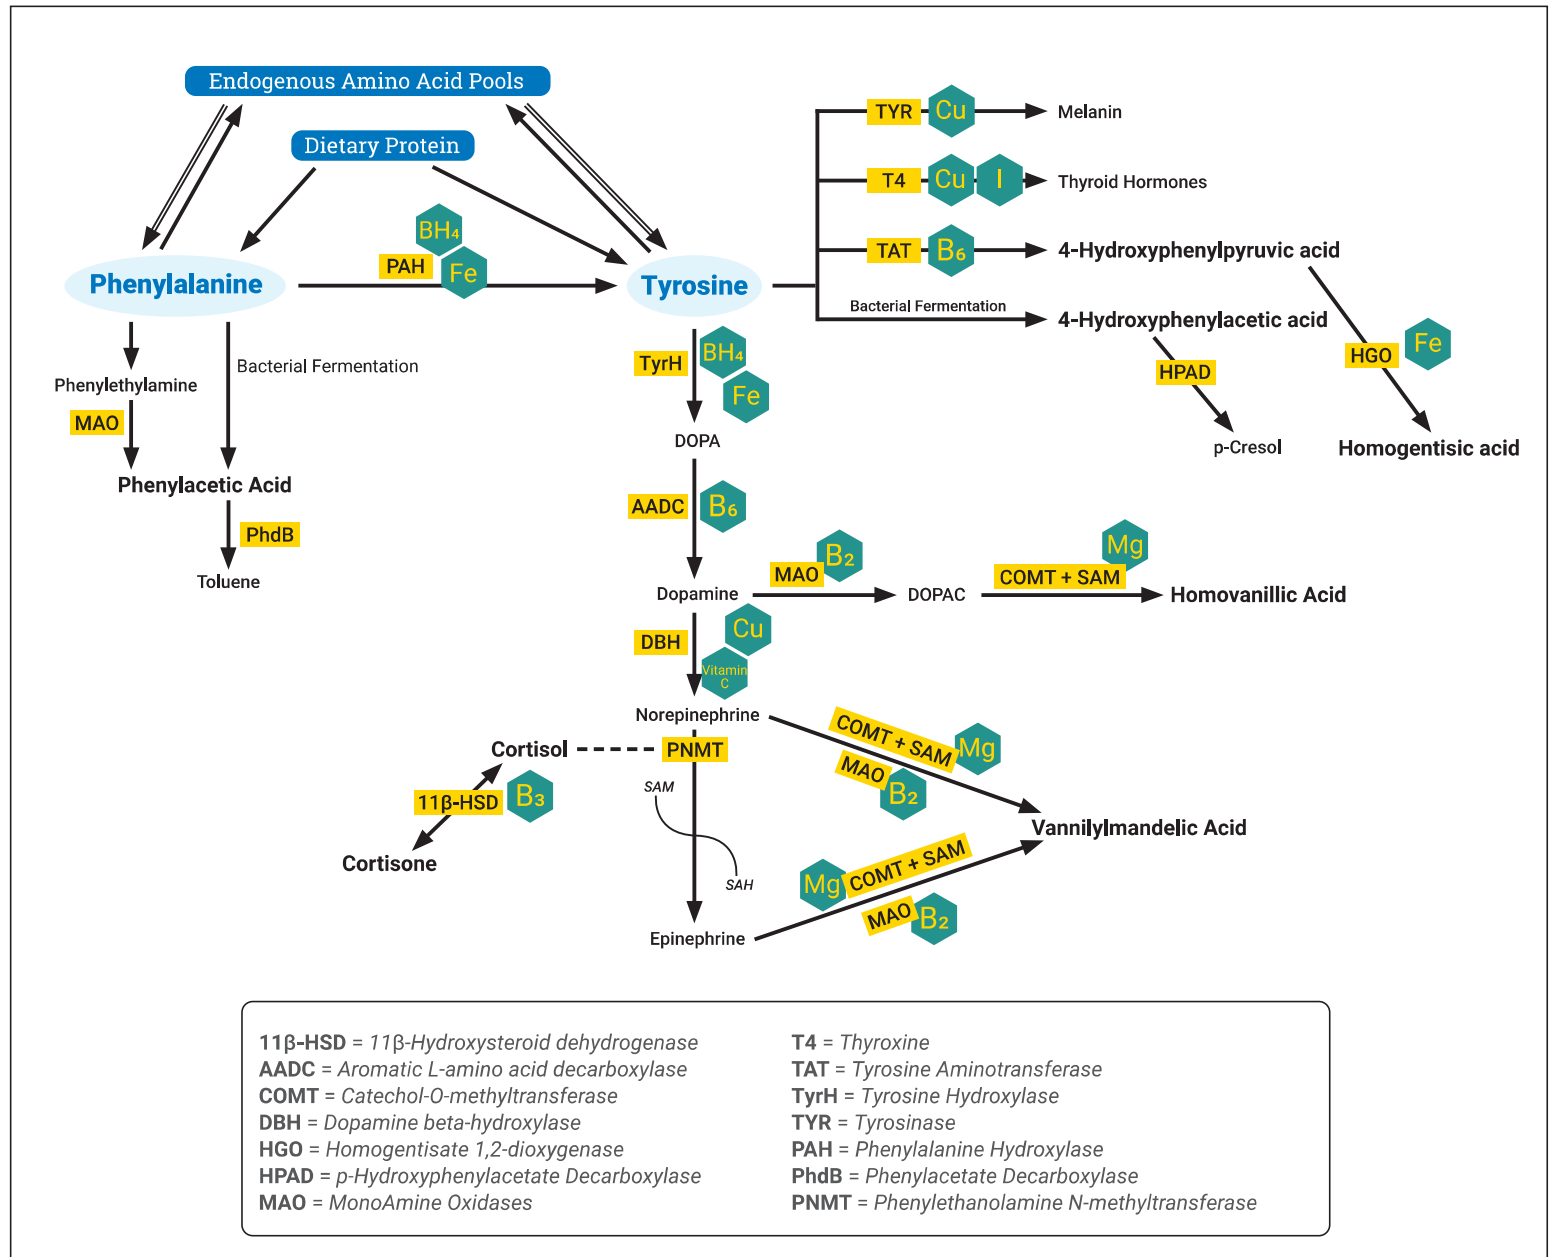 Endogenous Amino Acid Pools
Dietary Protein
TYR Cu Melanin
T4 Cu I Thyroid Hormones
BH₄
PAH Fe
TAT B₆ 4-Hydroxyphenylpyruvic acid
Phenylalanine
Tyrosine
Bacterial Fermentation
4-Hydroxyphenylacetic acid
HGO Fe
HPAD
TyrH BH₄
Fe
Phenylethylamine
Bacterial Fermentation
MAO
DOPA
p-Cresol
Homogentisic acid
Phenylacetic Acid
AADC B₆
PhdB
Toluene
B₂
MAO
Mg
COMT + SAM
Dopamine
DOPAC
Homovanillic Acid
DBH Cu
Vitamin
C
Norepinephrine
COMT + SAM Mg
Cortisol
PNMT
MAO B₂
SAM
11β-HSD B₃
Vannilylmandelic Acid
Cortisone
Mg COMT + SAM
SAH
MAO B₂
Epinephrine
11β-HSD = 11β-Hydroxysteroid dehydrogenase
AADC = Aromatic L-amino acid decarboxylase
COMT = Catechol-O-methyltransferase
DBH = Dopamine beta-hydroxylase
HGO = Homogentisate 1,2-dioxygenase
HPAD = p-Hydroxyphenylacetate Decarboxylase
MAO = MonoAmine Oxidases
T4 = Thyroxine
TAT = Tyrosine Aminotransferase
TyrH = Tyrosine Hydroxylase
TYR = Tyrosinase
PAH = Phenylalanine Hydroxylase
PhdB = Phenylacetate Decarboxylase
PNMT = Phenylethanolamine N-methyltransferase